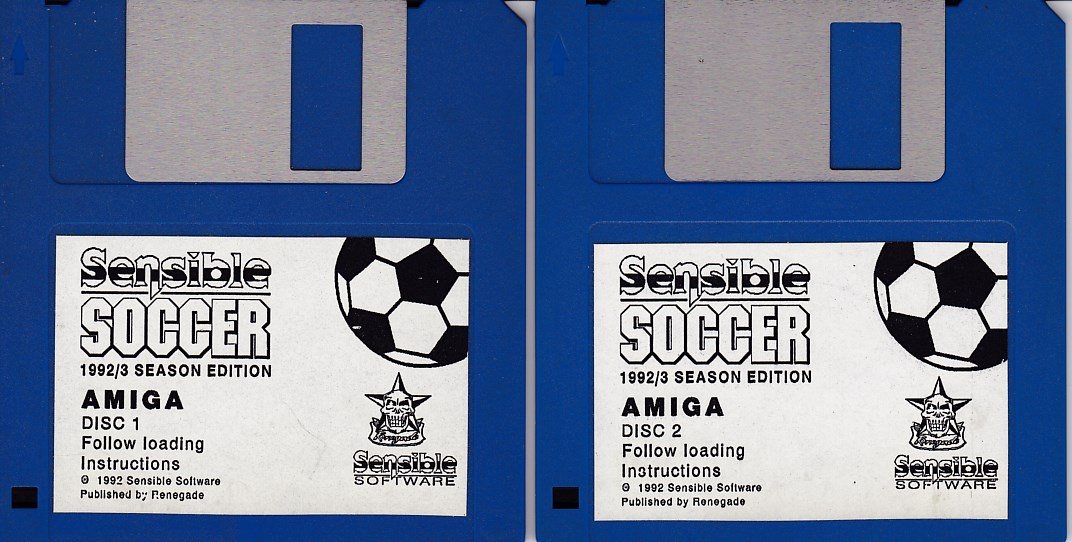 Sensible
SOCCER
1992/3 SEASON EDITION
AMIGA
DISC 1
Follow loading
Instructions
© 1992 Sensible Software
Published by Renegade
Renegade
Sensible
SOFTWARE
Sensible
SOCCER
1992/3 SEASON EDITION
AMIGA
DISC 2
Follow loading
Instructions
© 1992 Sensible Software
Published by Renegade
Renegade
Sensible
SOFTWARE